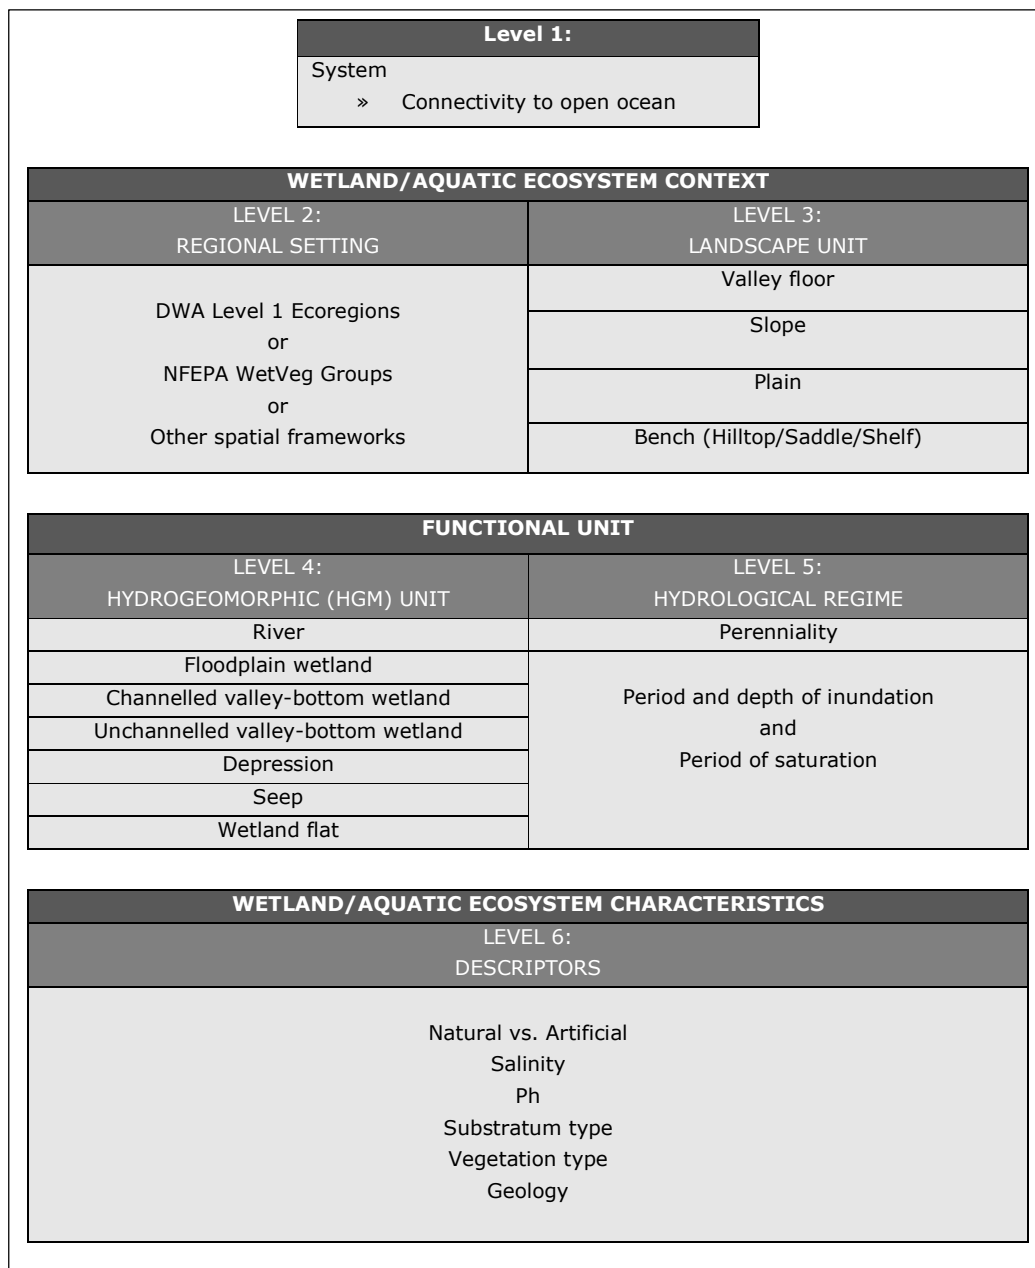 Level 1:
System
» Connectivity to open ocean
WETLAND/AQUATIC ECOSYSTEM CONTEXT
LEVEL 2:
REGIONAL SETTING
LEVEL 3:
LANDSCAPE UNIT
DWA Level 1 Ecoregions
or
NFEPA WetVeg Groups
or
Other spatial frameworks
Valley floor
Slope
Plain
Bench (Hilltop/Saddle/Shelf)
FUNCTIONAL UNIT
LEVEL 4:
HYDROGEOMORPHIC (HGM) UNIT
LEVEL 5:
HYDROLOGICAL REGIME
River
Floodplain wetland
Channelled valley-bottom wetland
Unchannelled valley-bottom wetland
Depression
Seep
Wetland flat
Perenniality
Period and depth of inundation
and
Period of saturation
WETLAND/AQUATIC ECOSYSTEM CHARACTERISTICS
LEVEL 6:
DESCRIPTORS
Natural vs. Artificial
Salinity
Ph
Substratum type
Vegetation type
Geology